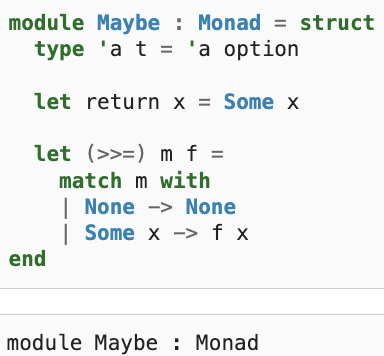 module Maybe : Monad = struct
  type 'a t = 'a option

  let return x = Some x

  let (>>=) m f =
    match m with
    | None -> None
    | Some x -> f x
end

module Maybe : Monad